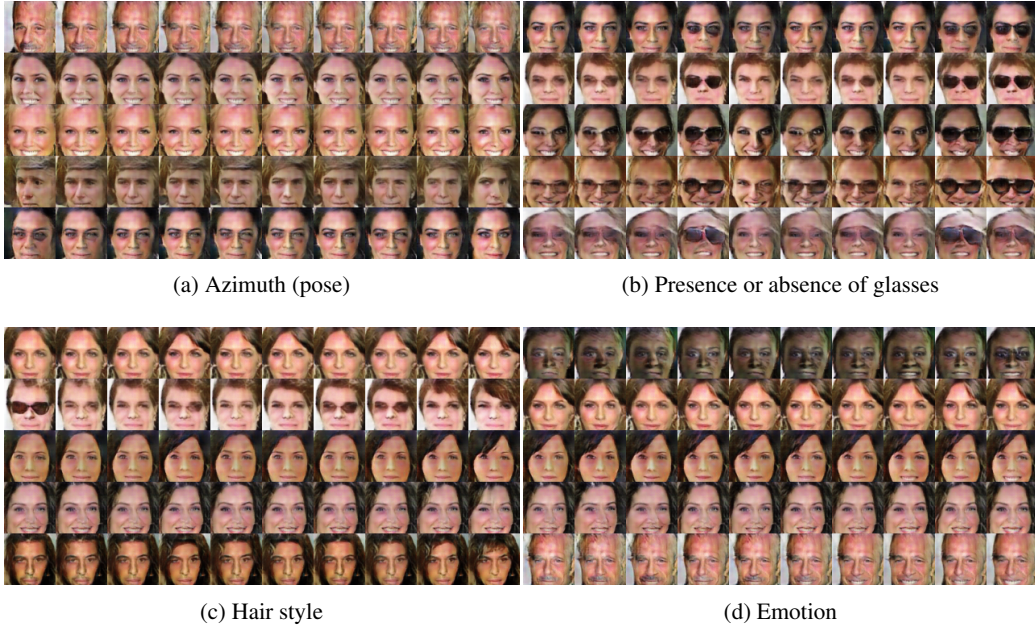 (a) Azimuth (pose)
(b) Presence or absence of glasses
(c) Hair style
(d) Emotion